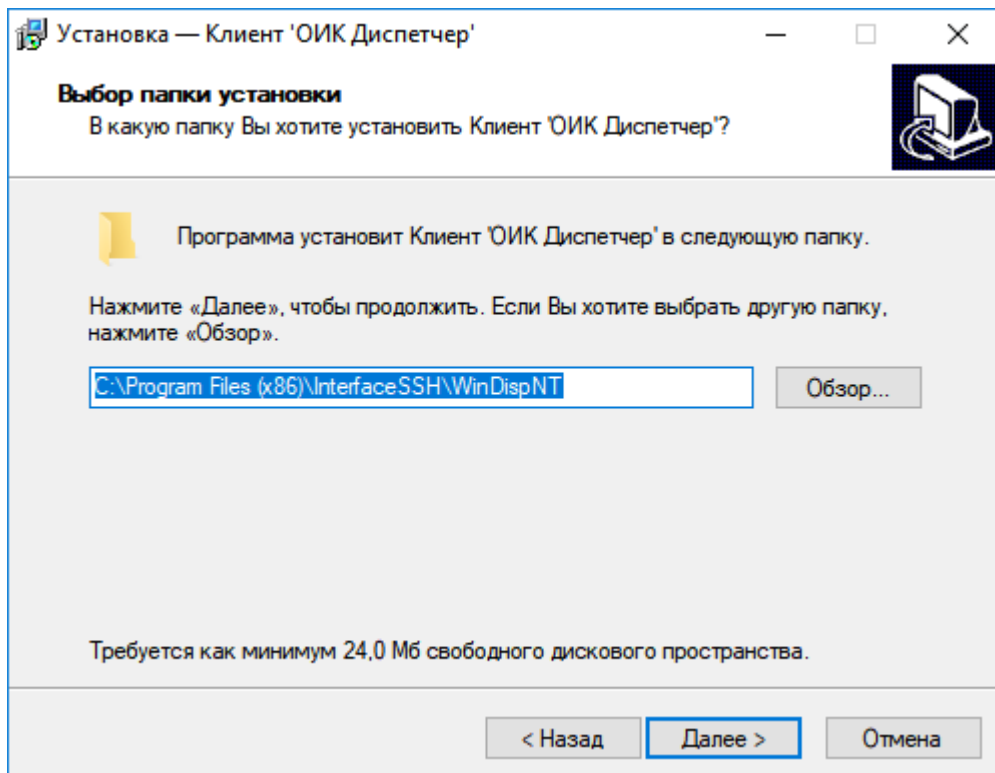 Установка — Клиент 'ОИК Диспетчер'
Выбор папки установки
В какую папку Вы хотите установить Клиент 'ОИК Диспетчер'?
Программа установит Клиент 'ОИК Диспетчер' в следующую папку.
Нажмите «Далее», чтобы продолжить. Если Вы хотите выбрать другую папку,
нажмите «Обзор».
C:\Program Files (x86)\InterfaceSSH\WinDispNT
Обзор...
Требуется как минимум 24,0 Мб свободного дискового пространства.
< Назад
Далее >
Отмена